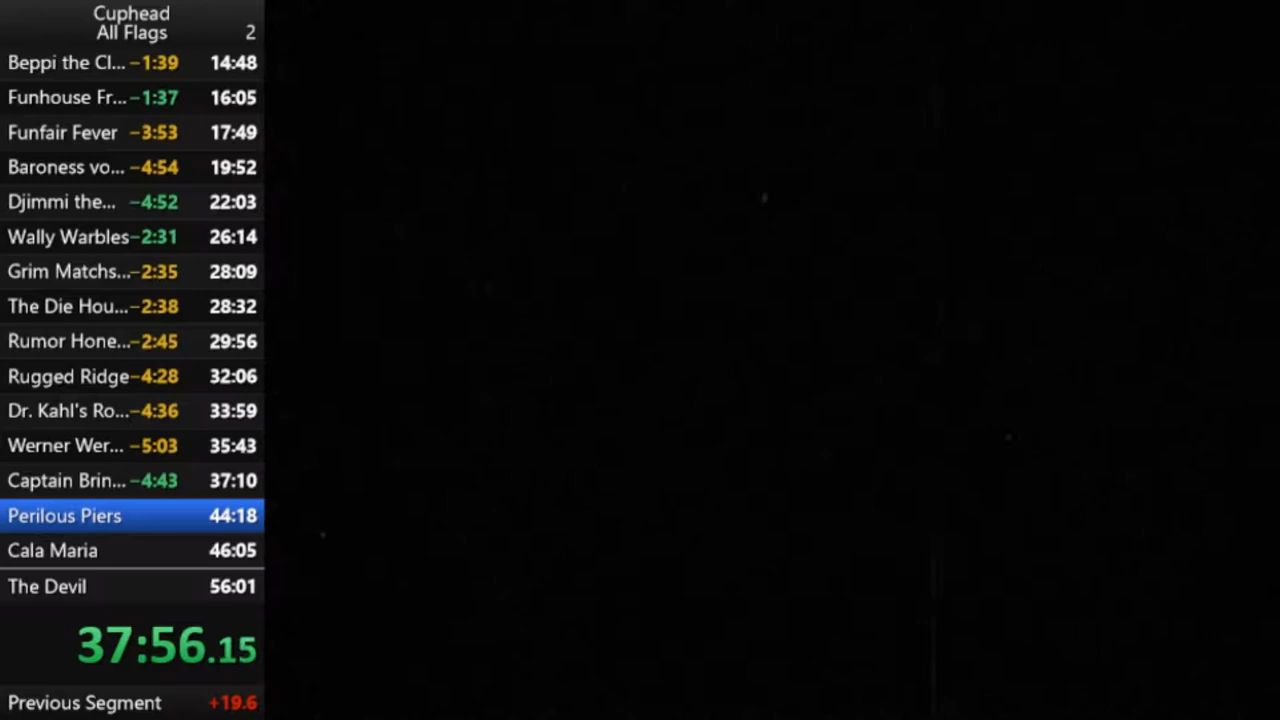 Cuphead
All Flags 2
Beppi the Cl... −1:39 14:48
Funhouse Fr... −1:37 16:05
Funfair Fever −3:53 17:49
Baroness vo... −4:54 19:52
Djimmi the... −4:52 22:03
Wally Warbles −2:31 26:14
Grim Matchs... −2:35 28:09
The Die Hou... −2:38 28:32
Rumor Hone... −2:45 29:56
Rugged Ridge −4:28 32:06
Dr. Kahl's Ro... −4:36 33:59
Werner Wer... −5:03 35:43
Captain Brin... −4:43 37:10
Perilous Piers 44:18
Cala Maria 46:05
The Devil 56:01
37:56.15
Previous Segment +19.6